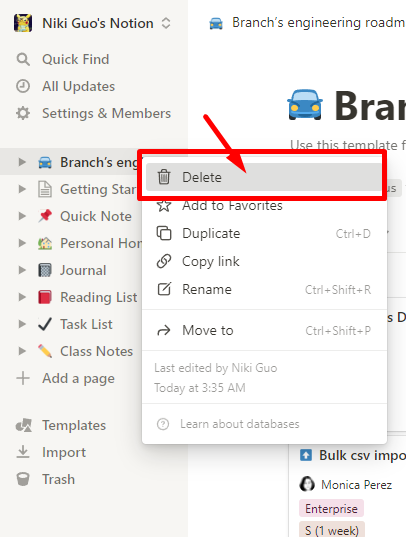 Niki Guo's Notion
Branch's engineering roadm
Quick Find
All Updates
Settings & Members
Bran
Use this template f
Branch's eng
Delete
Getting Star
us
Add to Favorites
Quick Note
Duplicate Ctrl+D
Personal Hom
Copy link
Journal
Rename Ctrl+Shift+R
Reading List
s D
Task List
Move to Ctrl+Shift+P
Class Notes
Last edited by Niki Guo
Add a page
Today at 3:35 AM
Templates
Learn about databases
Import
Bulk csv impo
Trash
Monica Perez
Enterprise
S (1 week)